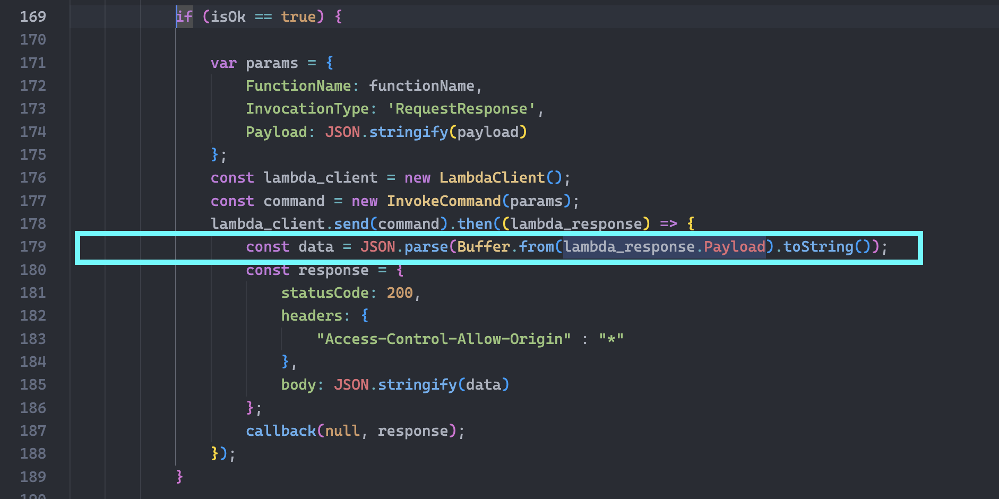 169 if (isOk == true) {
170
171 var params = {
172 FunctionName: functionName,
173 InvocationType: 'RequestResponse',
174 Payload: JSON.stringify(payload)
175 };
176 const lambda_client = new LambdaClient();
177 const command = new InvokeCommand(params);
178 lambda_client.send(command).then((lambda_response) => {
179 const data = JSON.parse(Buffer.from(lambda_response.Payload).toString());
180 const response = {
181 statusCode: 200,
182 headers: {
183 "Access-Control-Allow-Origin" : "*"
184 },
185 body: JSON.stringify(data)
186 };
187 callback(null, response);
188 });
189 }
190